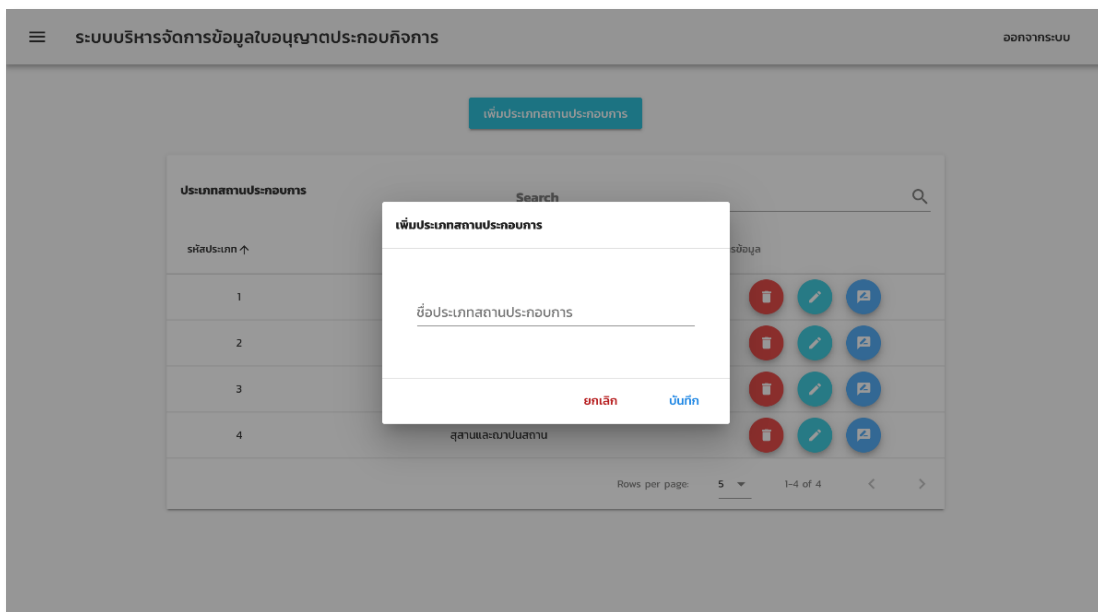 ระบบบริหารจัดการข้อมูลใบอนุญาตประกอบกิจการ
ออกจากระบบ
เพิ่มประเภทสถานประกอบการ
ประเภทสถานประกอบการ
Search
เพิ่มประเภทสถานประกอบการ
รหัสประเภท
ชื่อประเภทสถานประกอบการ
1
2
3
ยกเลิก บันทึก
4 สุสานและฌาปนสถาน
Rows per page: 5 1-4 of 4